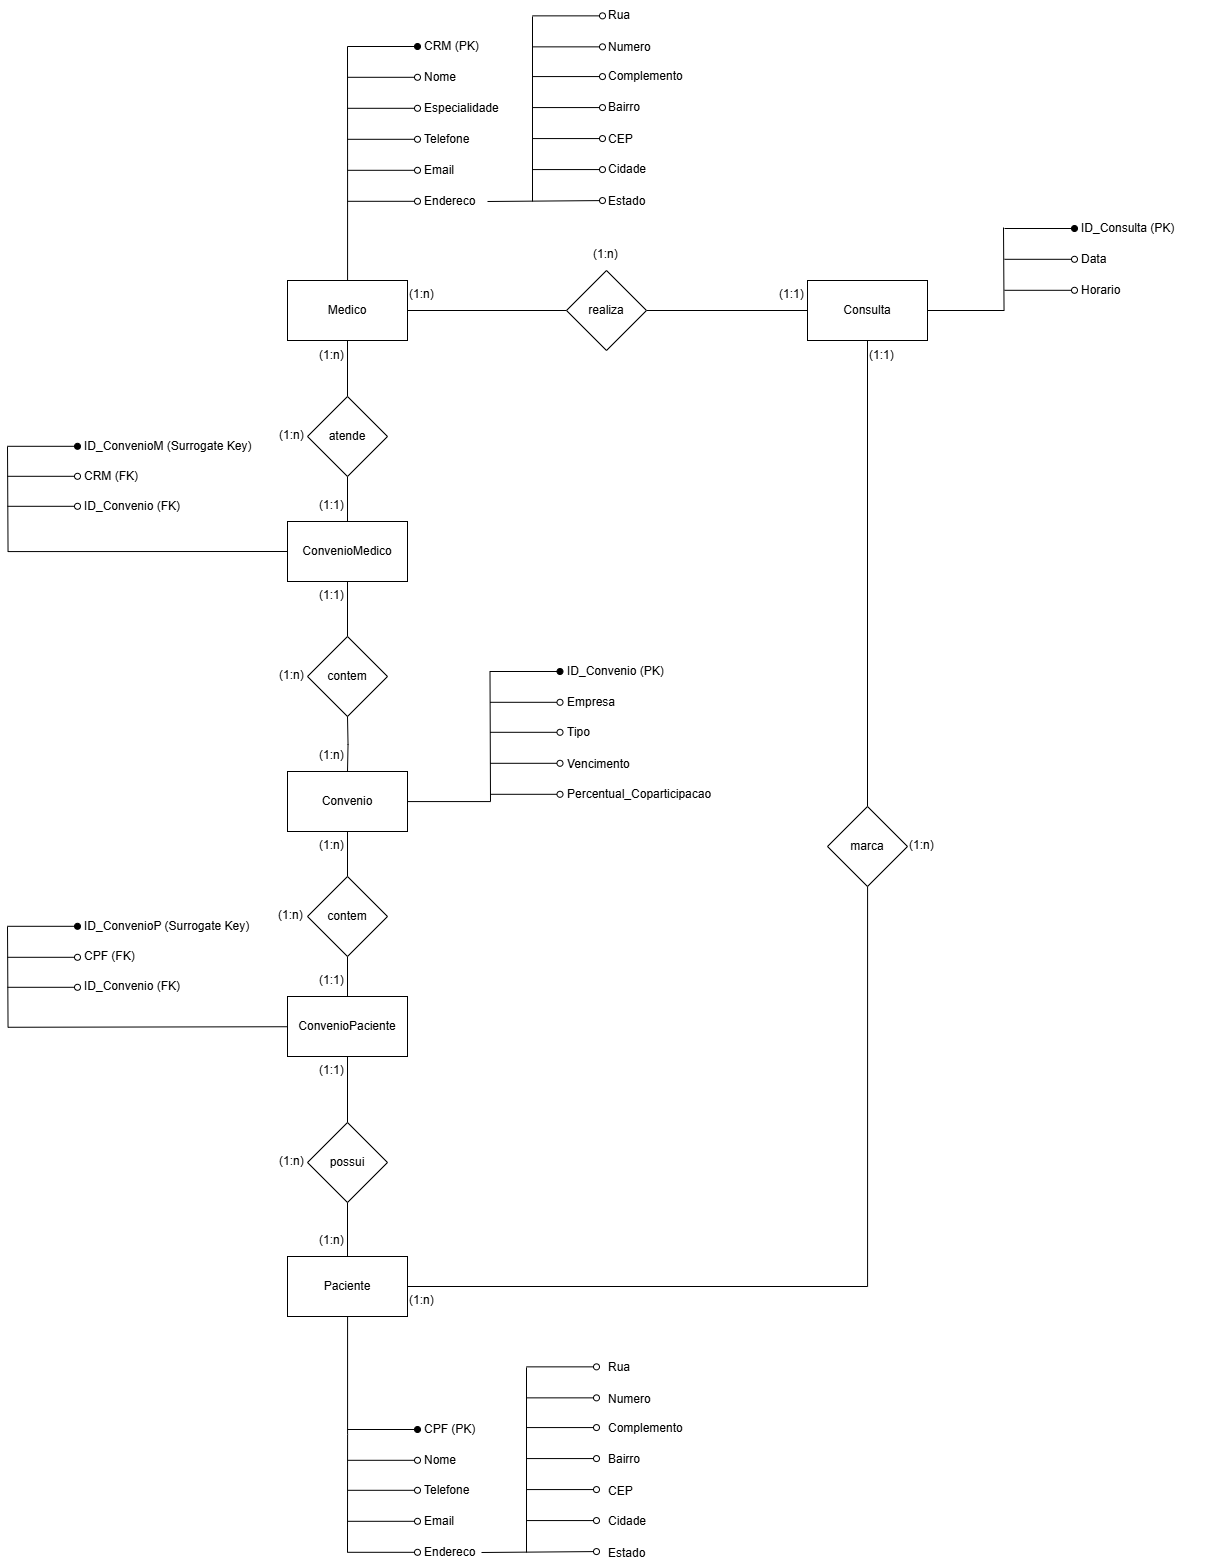 Rua
CRM (PK)
Numero
Nome
Complemento
Especialidade
Bairro
Telefone
CEP
Email
Cidade
Endereco
Estado
ID_Consulta (PK)
Data
Horario
(1:n)
Medico
(1:n)
realiza
(1:1)
Consulta
(1:n)
(1:1)
(1:n)
atende
ID_ConvenioM (Surrogate Key)
CRM (FK)
ID_Convenio (FK)
(1:1)
ConvenioMedico
(1:1)
(1:n)
contem
ID_Convenio (PK)
Empresa
Tipo
Vencimento
Percentual_Coparticipacao
(1:n)
Convenio
(1:n)
marca
(1:n)
(1:n)
contem
ID_ConvenioP (Surrogate Key)
CPF (FK)
ID_Convenio (FK)
(1:1)
ConvenioPaciente
(1:1)
(1:n)
possui
(1:n)
Paciente
(1:n)
Rua
Numero
CPF (PK)
Complemento
Nome
Bairro
Telefone
CEP
Email
Cidade
Endereco
Estado